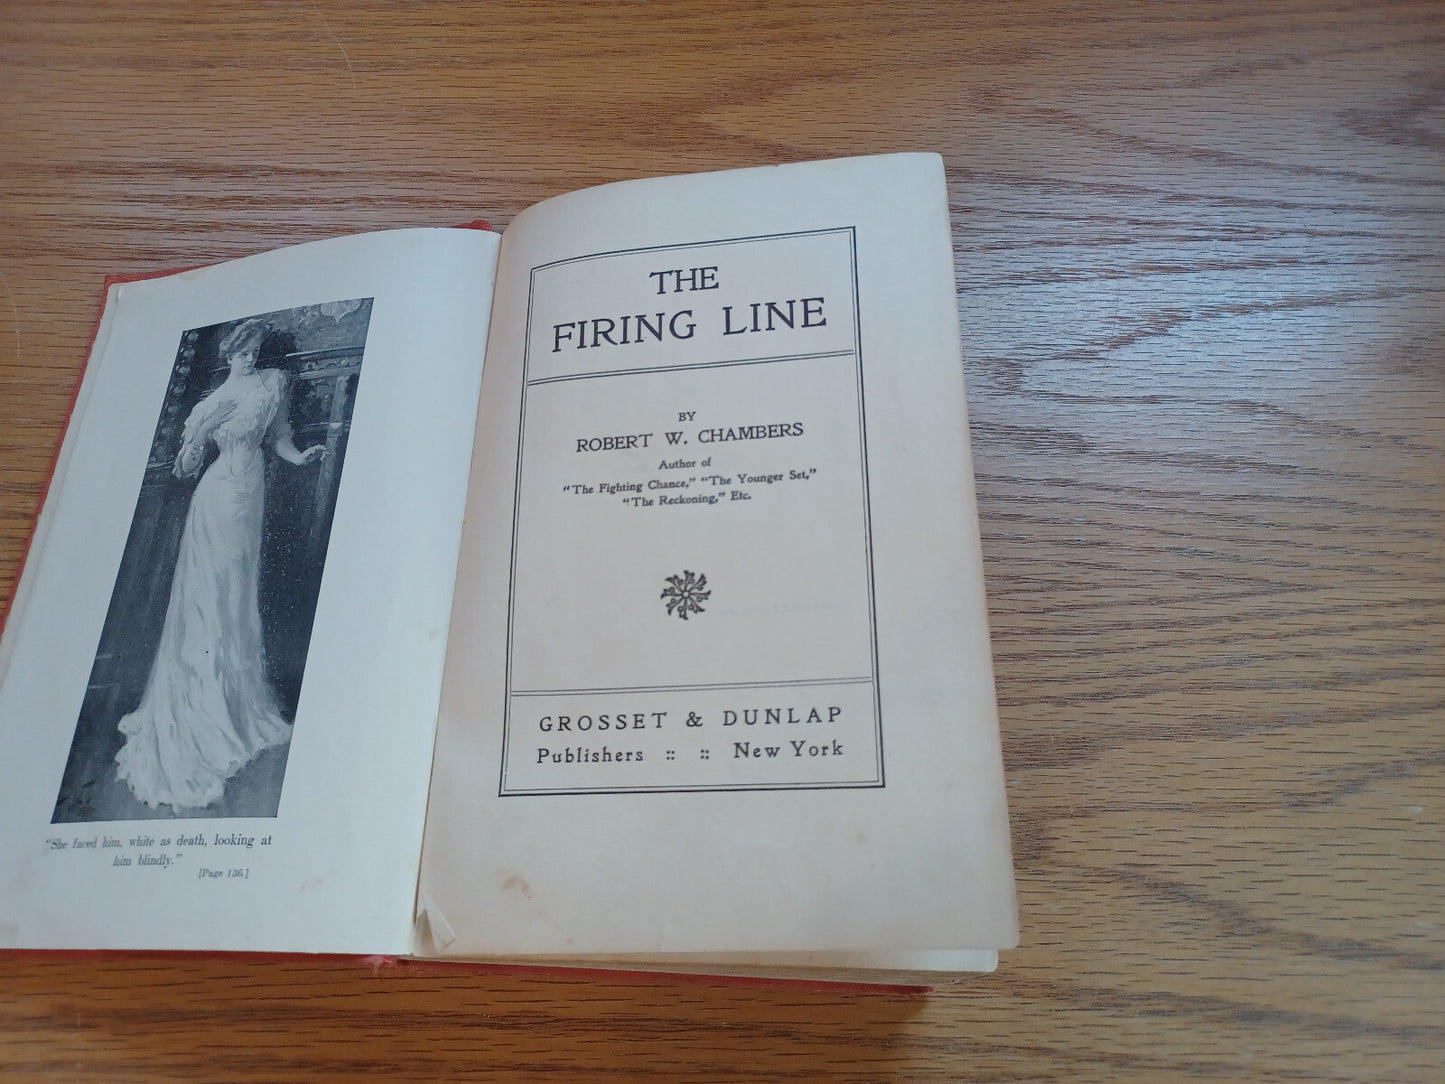 "She faced him, white as death, looking at
him blindly."
[Page 136.]
THE
FIRING LINE
BY
ROBERT W. CHAMBERS
Author of
"The Fighting Chance," "The Younger Set,"
"The Reckoning," Etc.
GROSSET & DUNLAP
Publishers :: :: New York